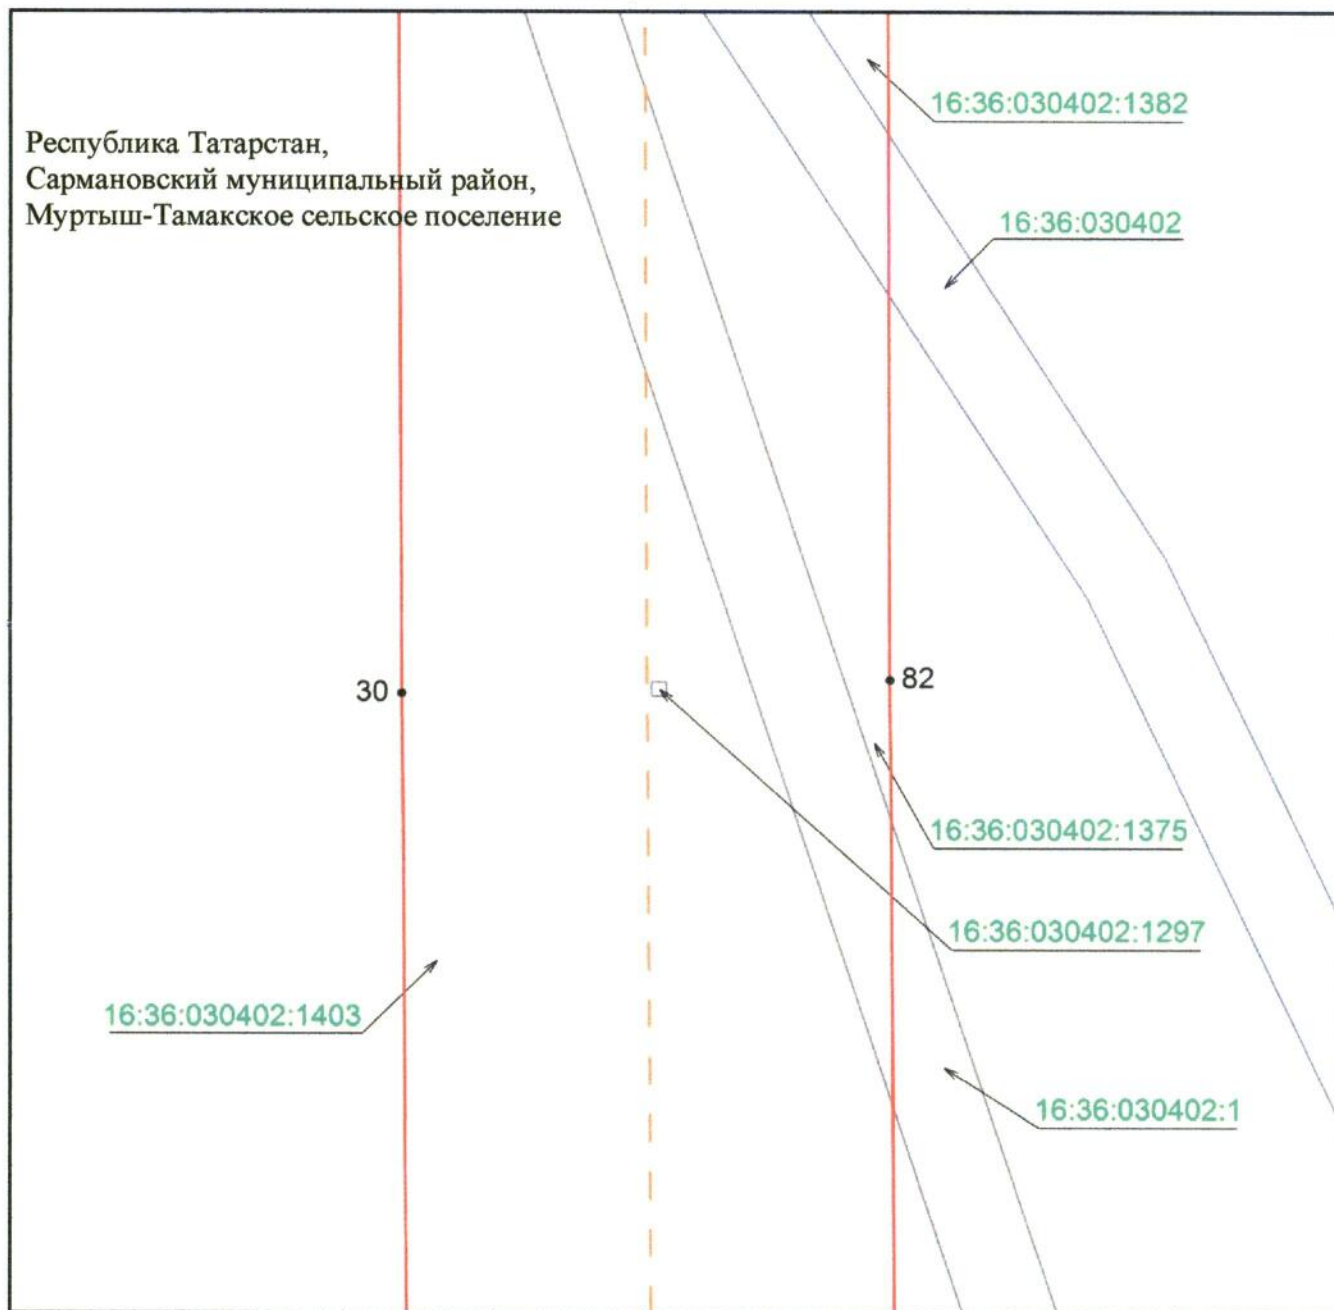 16:36:030402:1382
Республика Татарстан,
Сармановский муниципальный район,
Муртыш-Тамакское сельское поселение
16:36:030402
30
82
16:36:030402:1375
16:36:030402:1297
16:36:030402:1403
16:36:030402:1